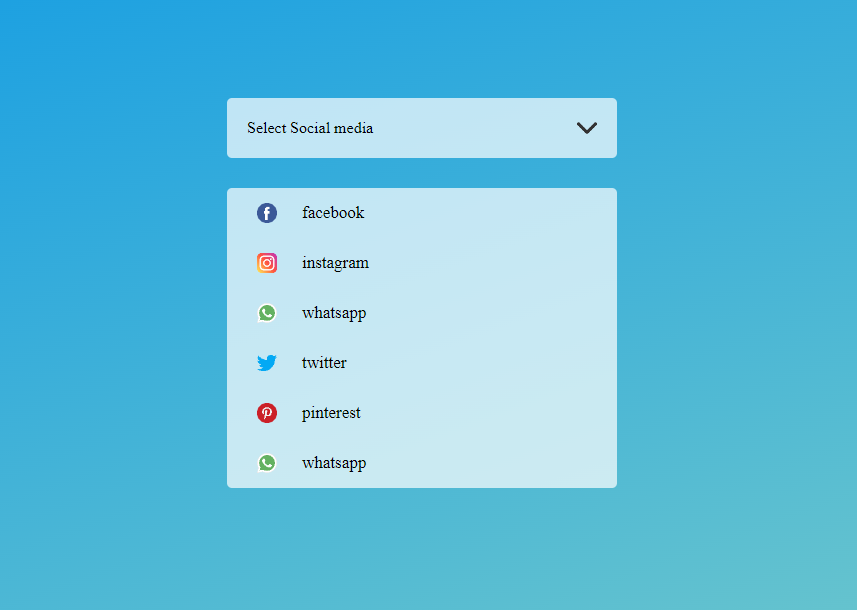 Select Social media
facebook
instagram
whatsapp
twitter
pinterest
whatsapp